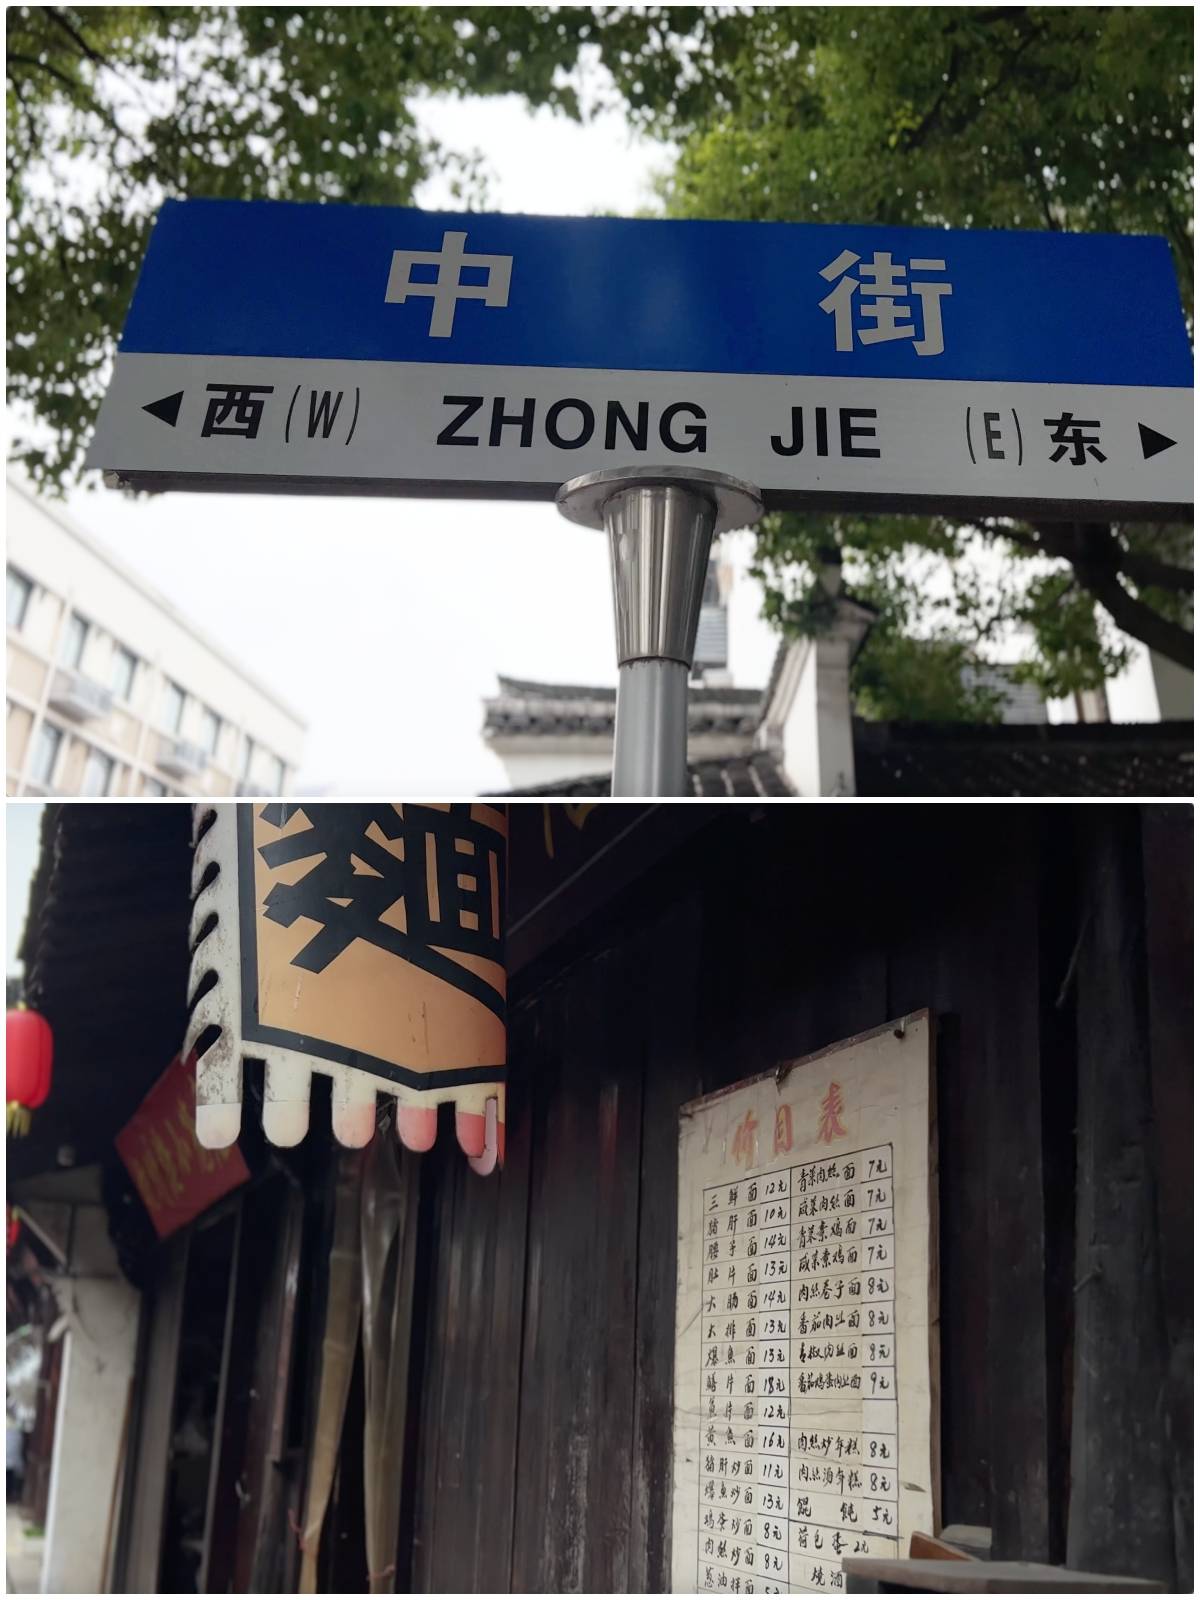 中 街
西(W) ZHONG JIE (E)东
麵
价目表
三鲜面 12元
猪肝面 10元
腰子面 14元
肚片面 13元
大肠面 14元
大排面 13元
爆鱼面 13元
鳝片面 18元
鱼片面 12元
黄鱼面 16元
猪肝炒面 11元
爆鱼炒面 13元
鸡蛋炒面 8元
肉丝炒面 8元
葱油拌面 5元
青菜肉丝面 7元
咸菜肉丝面 7元
青菜素鸡面 7元
咸菜素鸡面 7元
肉丝卷子面 8元
番茄肉丝面 8元
青椒肉丝面 8元
番茄鸡蛋肉丝面 9元
肉丝炒年糕 8元
肉丝汤年糕 8元
馄饨 5元
荷包蛋 2元
烧酒